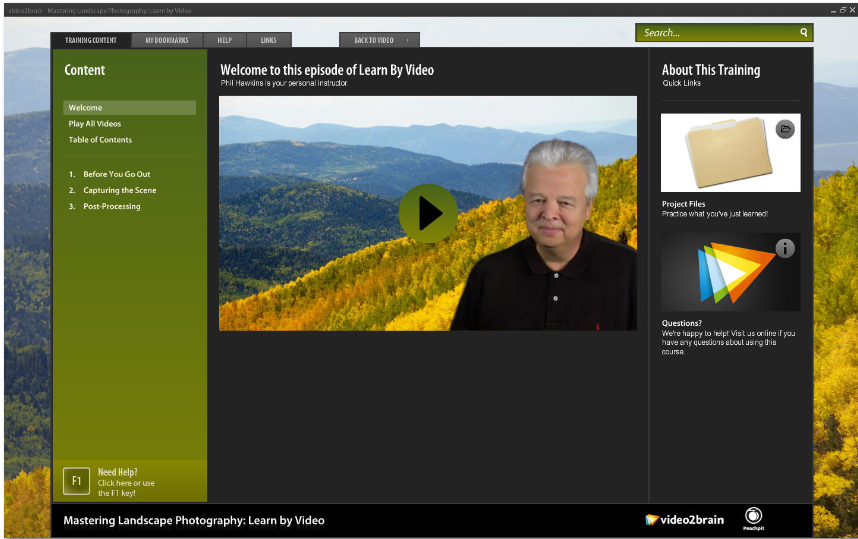 video2brain - Mastering Landscape Photography: Learn by Video
Search...
TRAINING CONTENT
MY BOOKMARKS
HELP
LINKS
BACK TO VIDEO
Content
Welcome
Play All Videos
Table of Contents
1. Before You Go Out
2. Capturing the Scene
3. Post-Processing
Need Help?
Click here or use
the F1 key!
F1
Welcome to this episode of Learn By Video
Phil Hawkins is your personal instructor.
About This Training
Quick Links
Project Files
Practice what you've just learned!
i
Questions?
We're happy to help! Visit us online if you
have any questions about using this
course.
Mastering Landscape Photography: Learn by Video
video2brain
Peachpit